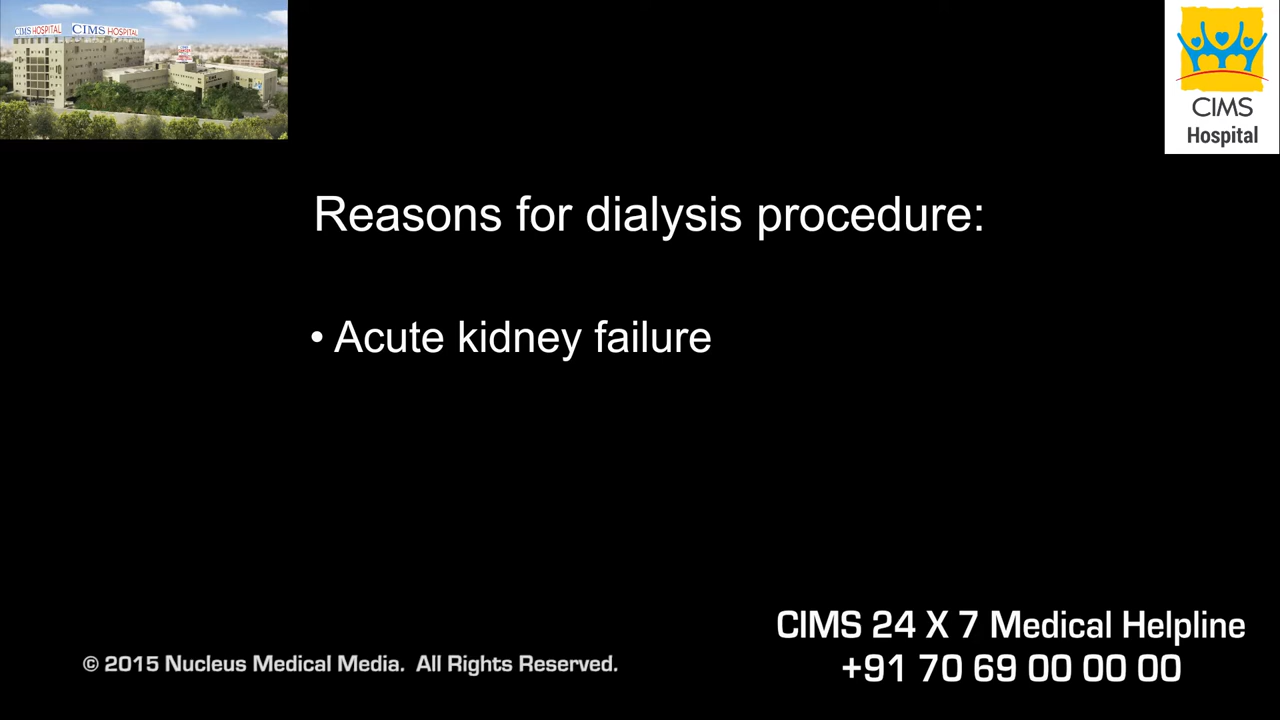 CIMS HOSPITAL CIMS HOSPITAL
CIMS
Hospital
Reasons for dialysis procedure:
• Acute kidney failure
CIMS 24 X 7 Medical Helpline
+91 70 69 00 00 00
© 2015 Nucleus Medical Media. All Rights Reserved.